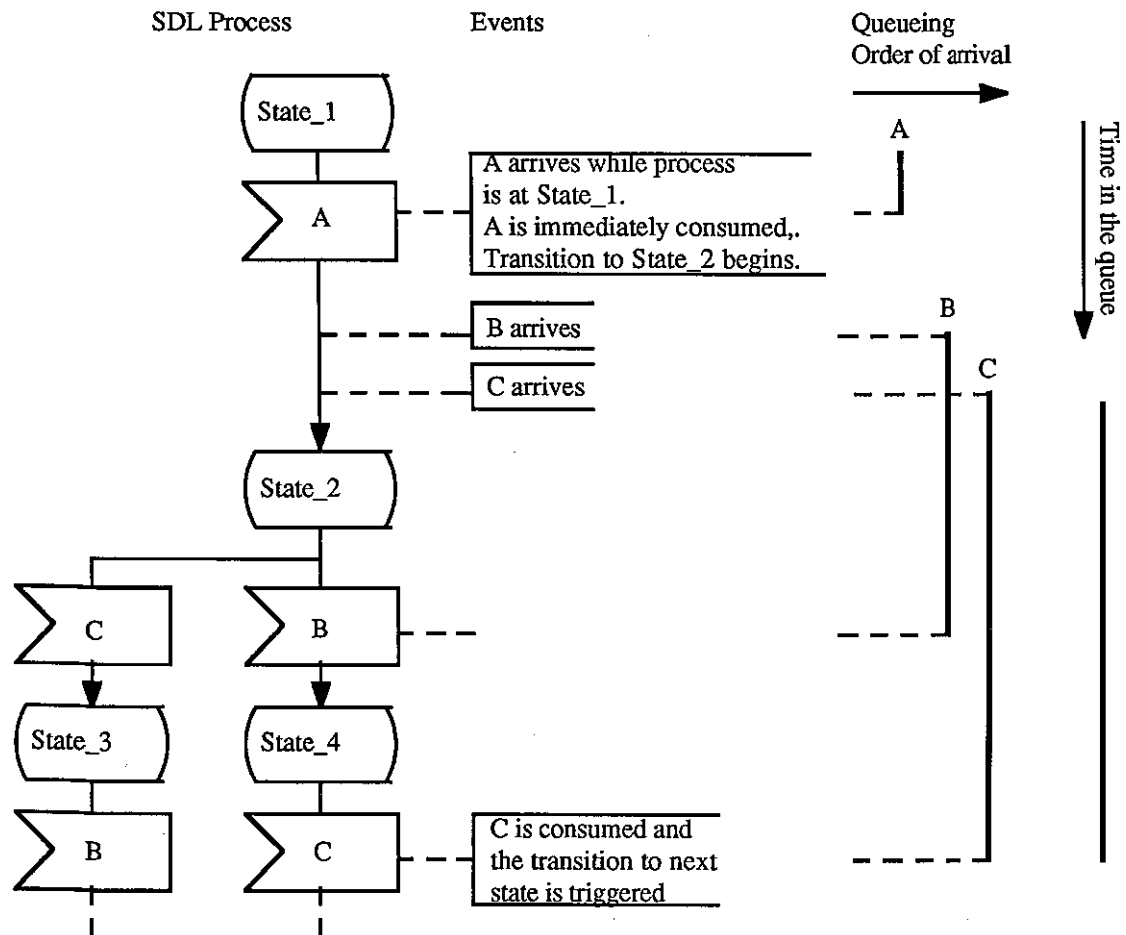 SDL Process
Events
Queueing
Order of arrival
State_1
A
A arrives while process
is at State_1.
A is immediately consumed,.
Transition to State_2 begins.
A
Time in the queue
B arrives
B
C arrives
C
State_2
C
B
State_3
State_4
B
C
C is consumed and
the transition to next
state is triggered